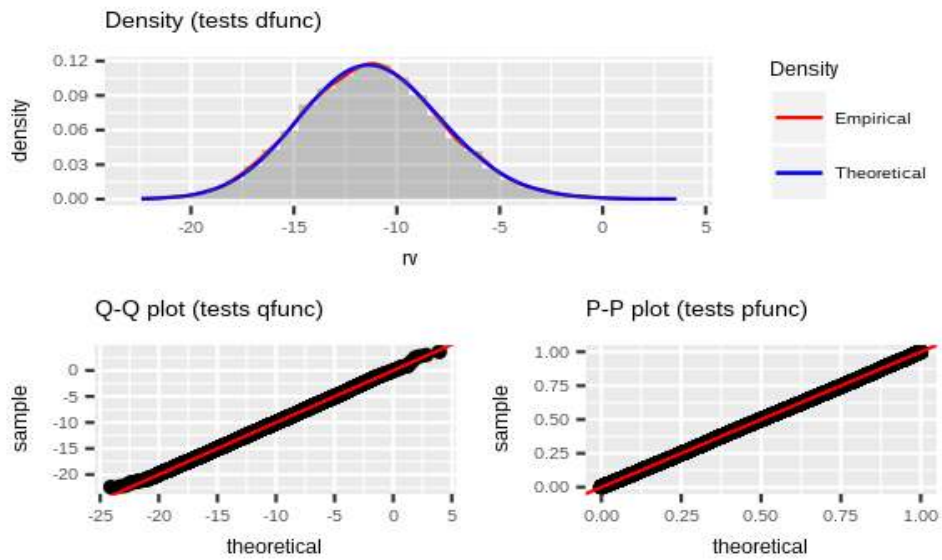 Density (tests dfunc)
0.12
0.09
0.06
0.03
0.00
density
-20 -15 -10 -5 0 5
rv
Density
Empirical
Theoretical
Q-Q plot (tests qfunc)
0
-5
-10
-15
-20
sample
-25 -20 -15 -10 -5 0 5
theoretical
P-P plot (tests pfunc)
1.00
0.75
0.50
0.25
0.00
sample
0.00 0.25 0.50 0.75 1.00
theoretical